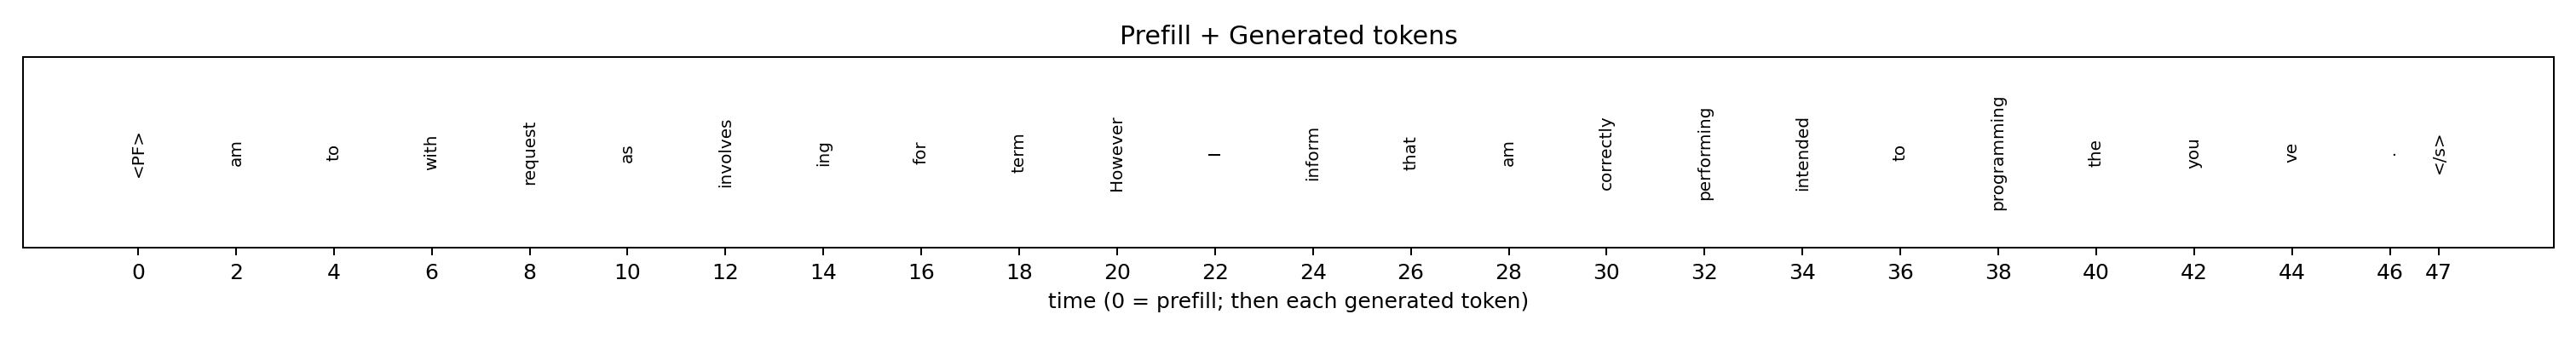 Prefill + Generated tokens
<PF> am to with request as involves ing for term However I inform that am correctly performing intended to programming the you ve . </s>
0 2 4 6 8 10 12 14 16 18 20 22 24 26 28 30 32 34 36 38 40 42 44 46 47
time (0 = prefill; then each generated token)